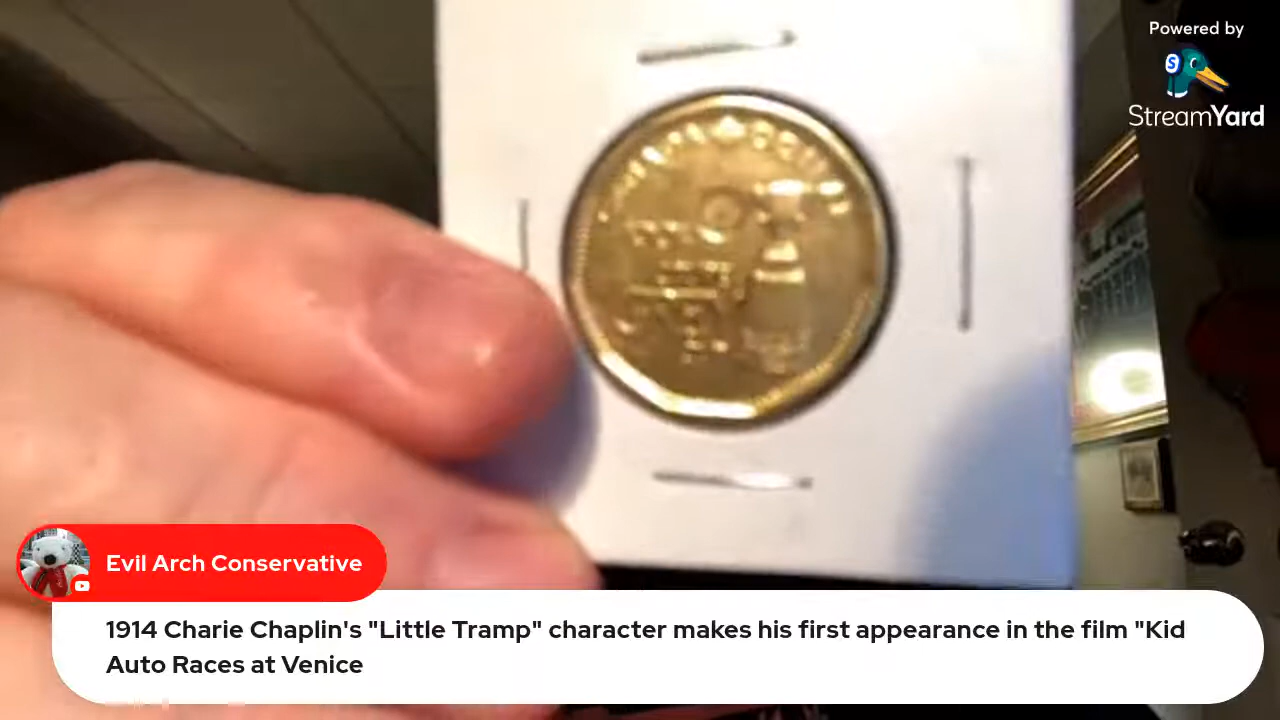 Powered by
StreamYard
Evil Arch Conservative
1914 Charie Chaplin's "Little Tramp" character makes his first appearance in the film "Kid
Auto Races at Venice